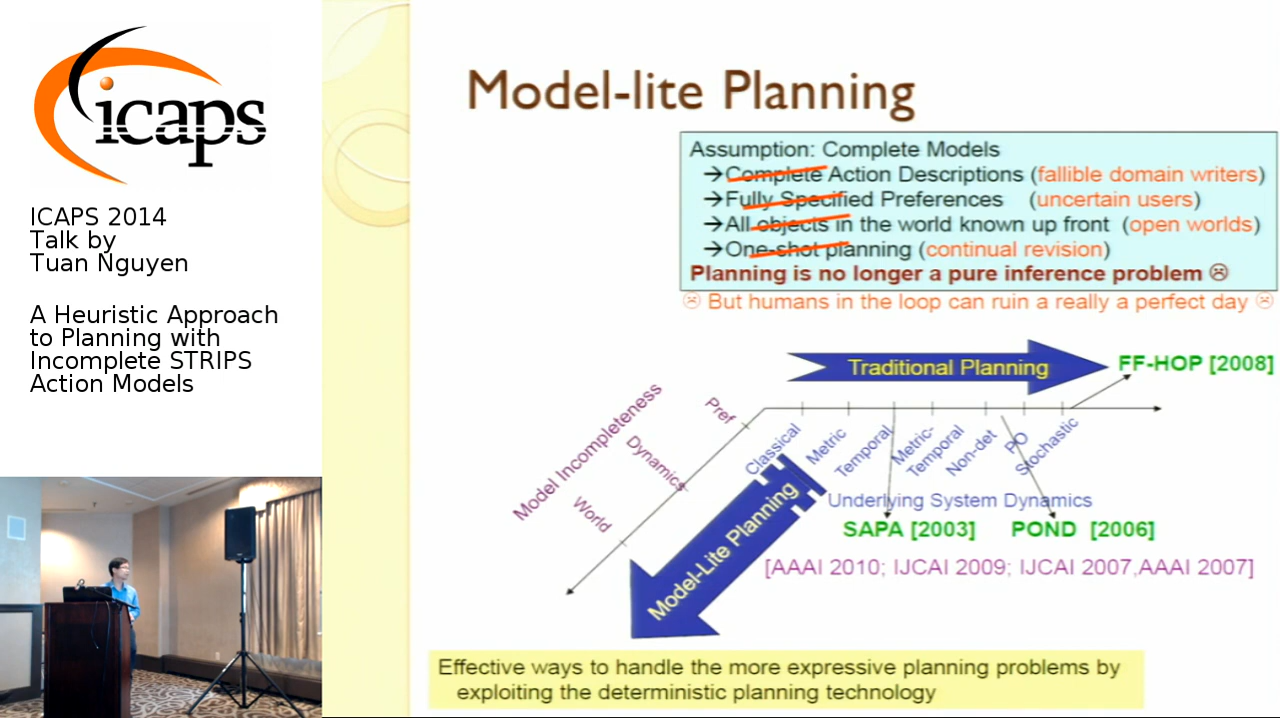 icaps
ICAPS 2014
Talk by
Tuan Nguyen
A Heuristic Approach
to Planning with
Incomplete STRIPS
Action Models
Model-lite Planning
Assumption: Complete Models
→Complete Action Descriptions (fallible domain writers)
→Fully Specified Preferences (uncertain users)
→All objects in the world known up front (open worlds)
→One-shot planning (continual revision)
Planning is no longer a pure inference problem ☹
☹ But humans in the loop can ruin a really a perfect day ☹
Traditional Planning
FF-HOP [2008]
Model Incompleteness
Pref
Dynamics
World
Classical
Metric
Temporal
Metric-
Temporal
Non-det
PO
Stochastic
Model-Lite Planning
Underlying System Dynamics
SAPA [2003]
POND [2006]
[AAAI 2010; IJCAI 2009; IJCAI 2007,AAAI 2007]
Effective ways to handle the more expressive planning problems by
exploiting the deterministic planning technology